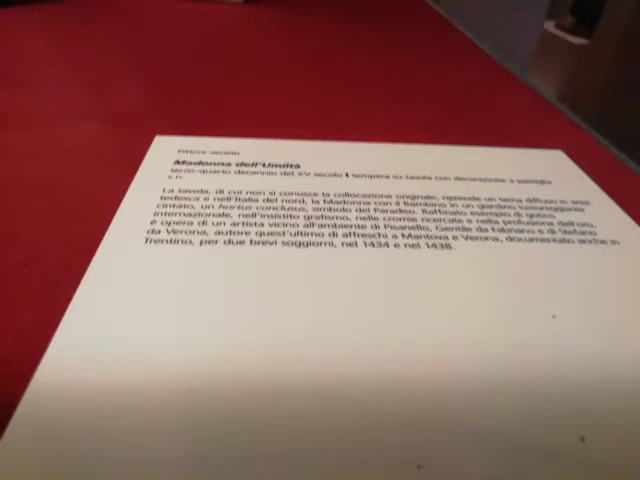 Pittore veneto
Madonna dell'Umiltà
terzo-quarto decennio del XV secolo | tempera su tavola con decorazione a pastiglia
s.n.
La tavola, di cui non si conosce la collocazione originale, riprende un tema diffuso in area
tedesca e nell'Italia del nord, la Madonna con il Bambino in un giardino lussureggiante
cintato, un hortus conclusus, simbolo del Paradiso. Raffinato esempio di gotico
internazionale, nell'insistito grafismo, nelle cromie ricercate e nella profusione dell'oro,
è opera di un artista vicino all'ambiente di Pisanello, Gentile da Fabriano e di Stefano
da Verona, autore quest'ultimo di affreschi a Mantova e Verona, documentato anche in
Trentino, per due brevi soggiorni, nel 1434 e nel 1438.